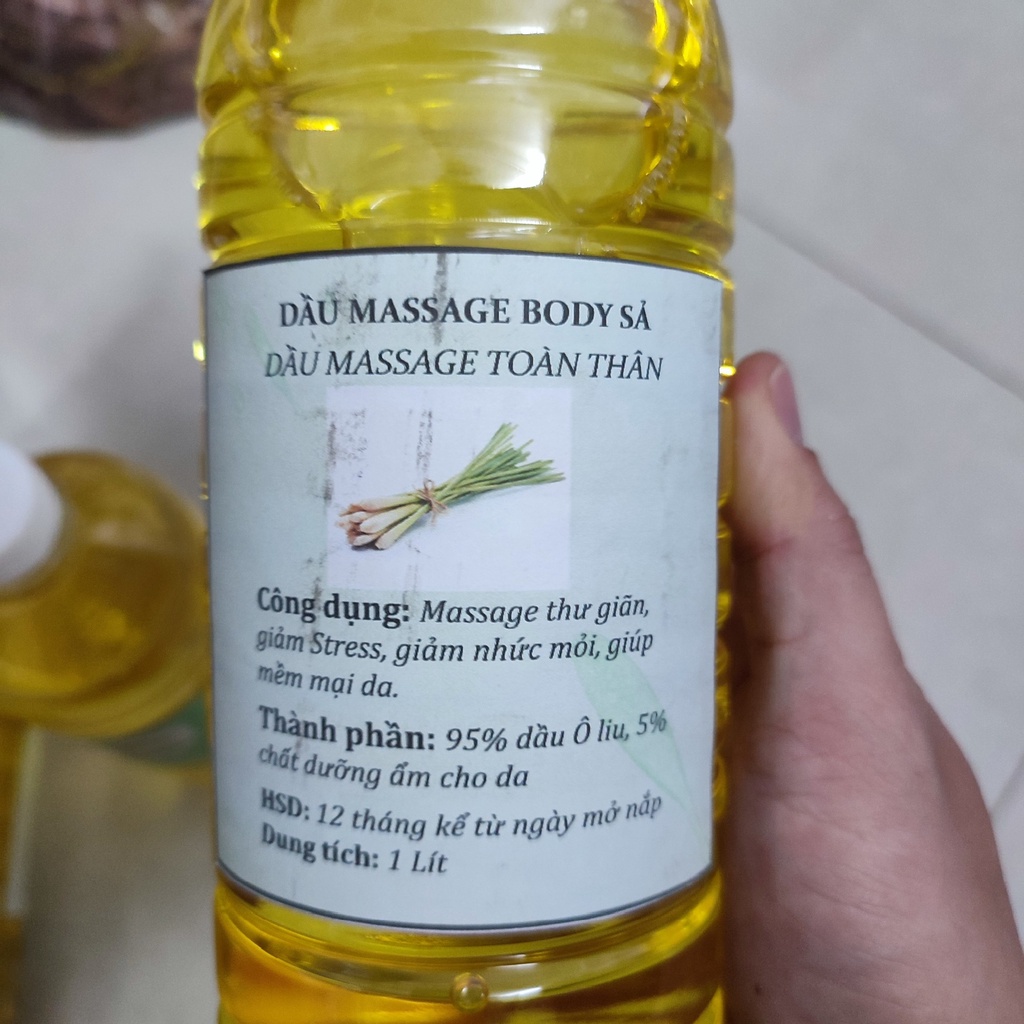 DẦU MASSAGE BODY SẢ
DẦU MASSAGE TOÀN THÂN
Công dụng: Massage thư giãn,
giảm Stress, giảm nhức mỏi, giúp
mềm mại da.
Thành phần: 95% dầu Ô liu, 5%
chất dưỡng ẩm cho da
HSD: 12 tháng kể từ ngày mở nắp
Dung tích: 1 Lít